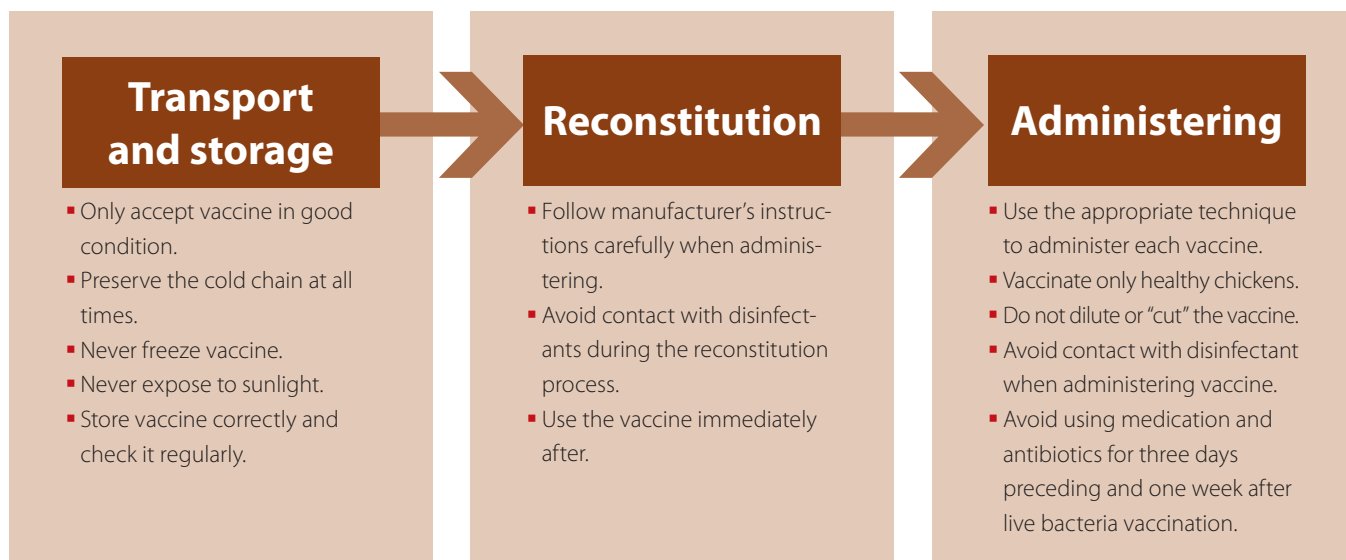 Transport
and storage
▪ Only accept vaccine in good
condition.
▪ Preserve the cold chain at all
times.
▪ Never freeze vaccine.
▪ Never expose to sunlight.
▪ Store vaccine correctly and
check it regularly.
Reconstitution
▪ Follow manufacturer’s instruc-
tions carefully when adminis-
tering.
▪ Avoid contact with disinfect-
ants during the reconstitution
process.
▪ Use the vaccine immediately
after.
Administering
▪ Use the appropriate technique
to administer each vaccine.
▪ Vaccinate only healthy chickens.
▪ Do not dilute or “cut” the vaccine.
▪ Avoid contact with disinfectant
when administering vaccine.
▪ Avoid using medication and
antibiotics for three days
preceding and one week after
live bacteria vaccination.